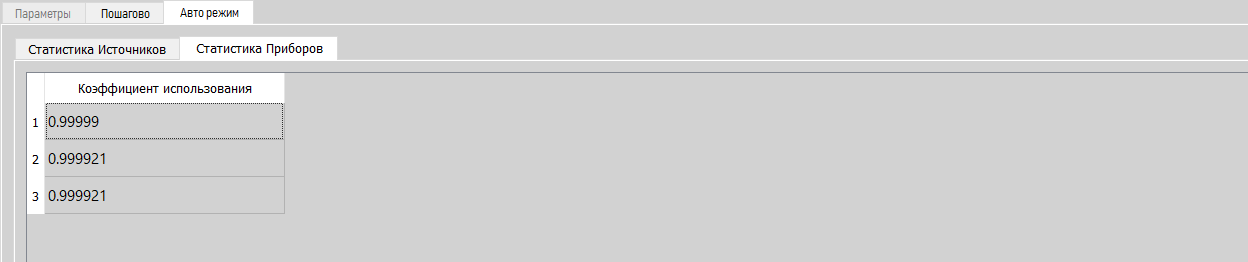 Параметры Пошагово Авто режим
Статистика Источников Статистика Приборов
Коэффициент использования
1 0.99999
2 0.999921
3 0.999921